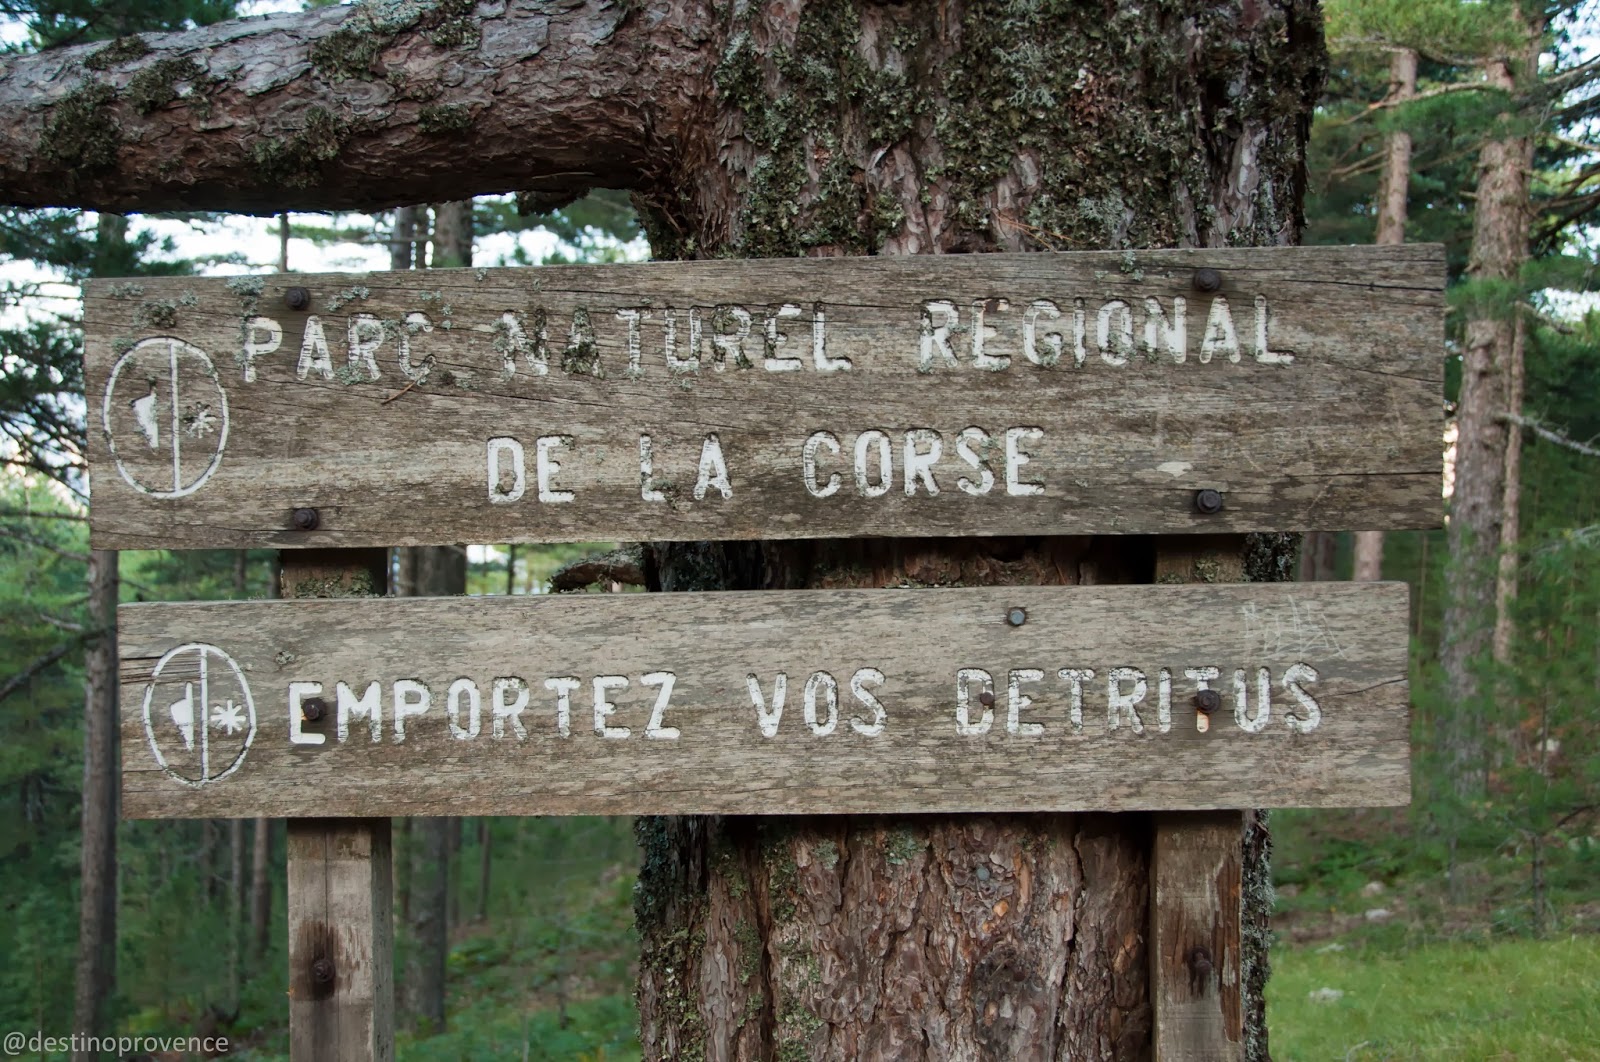 PARC NATUREL REGIONAL
DE LA CORSE
EMPORTEZ VOS DETRITUS
@destinoprovence